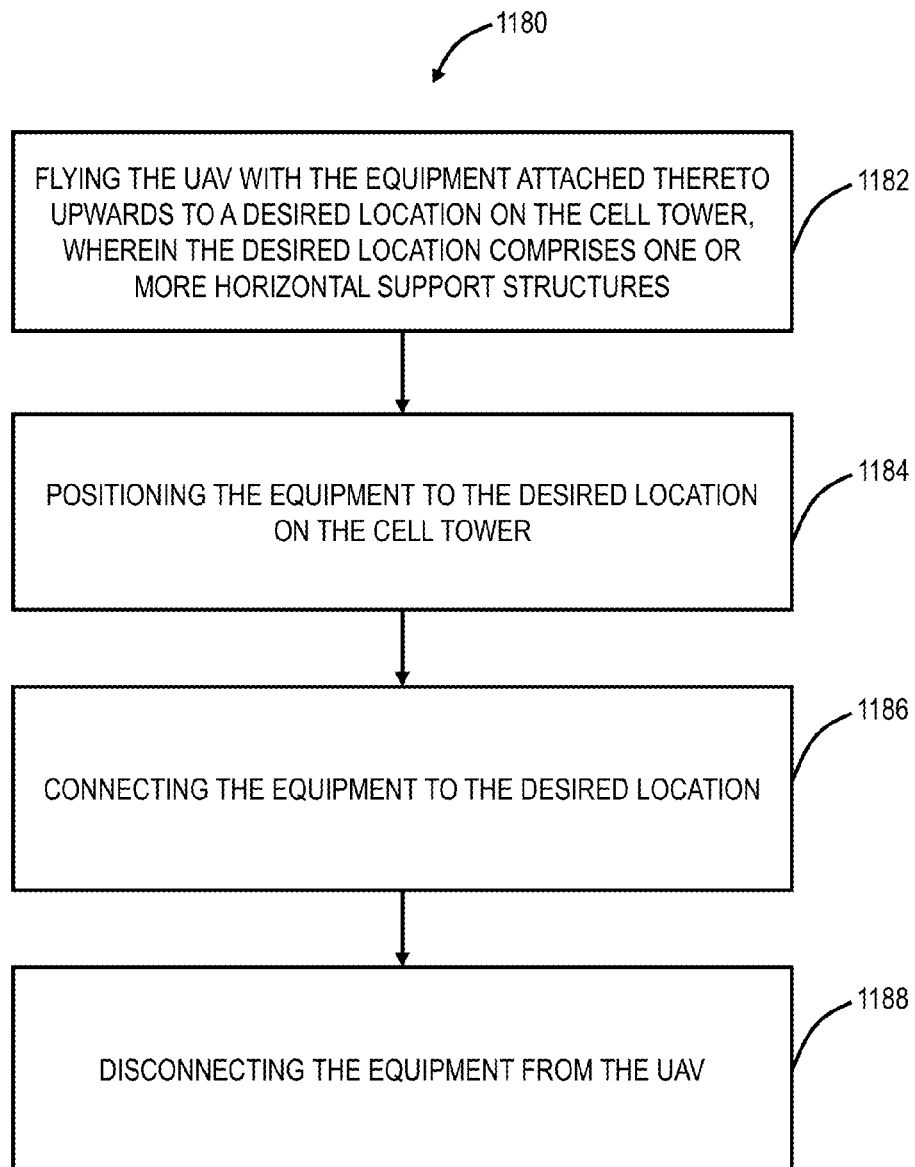 1180
FLYING THE UAV WITH THE EQUIPMENT ATTACHED THERETO
UPWARDS TO A DESIRED LOCATION ON THE CELL TOWER,
WHEREIN THE DESIRED LOCATION COMPRISES ONE OR
MORE HORIZONTAL SUPPORT STRUCTURES
1182
POSITIONING THE EQUIPMENT TO THE DESIRED LOCATION
ON THE CELL TOWER
1184
CONNECTING THE EQUIPMENT TO THE DESIRED LOCATION
1186
DISCONNECTING THE EQUIPMENT FROM THE UAV
1188